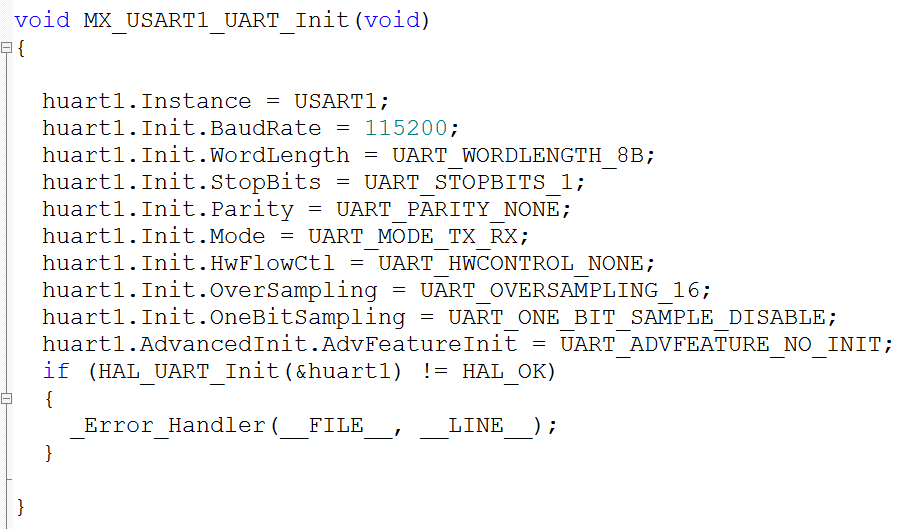 void MX_USART1_UART_Init(void)
{
huart1.Instance = USART1;
huart1.Init.BaudRate = 115200;
huart1.Init.WordLength = UART_WORDLENGTH_8B;
huart1.Init.StopBits = UART_STOPBITS_1;
huart1.Init.Parity = UART_PARITY_NONE;
huart1.Init.Mode = UART_MODE_TX_RX;
huart1.Init.HwFlowCtl = UART_HWCONTROL_NONE;
huart1.Init.OverSampling = UART_OVERSAMPLING_16;
huart1.Init.OneBitSampling = UART_ONE_BIT_SAMPLE_DISABLE;
huart1.AdvancedInit.AdvFeatureInit = UART_ADVFEATURE_NO_INIT;
if (HAL_UART_Init(&huart1) != HAL_OK)
{
_Error_Handler(__FILE__, __LINE__);
}
}